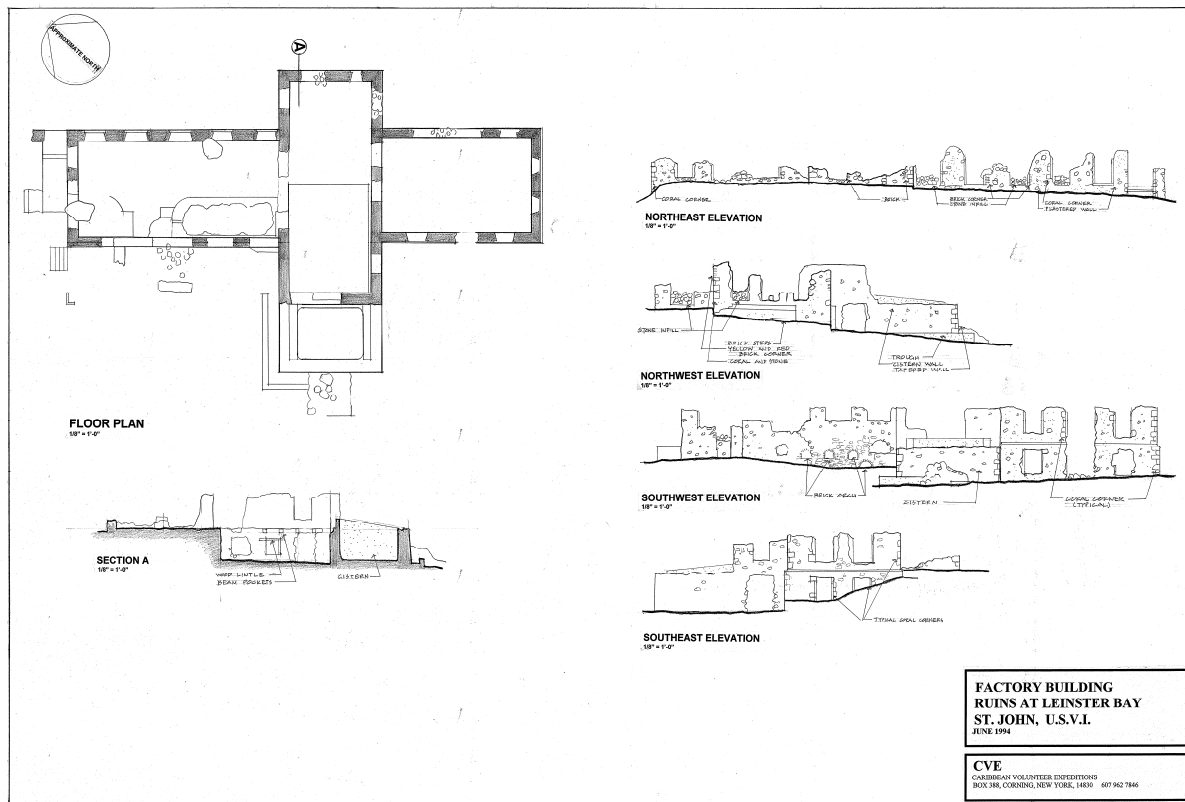 APPROXIMATE NORTH
A
FLOOR PLAN
1/8" = 1'-0"
SECTION A
1/8" = 1'-0"
WOOD LINTLE
BEAM POCKETS
CISTERN
CORAL CORNER
BRICK
BRICK CORNER
STONE INFILL
CORAL CORNER
PLASTERED WALL
NORTHEAST ELEVATION
1/8" = 1'-0"
STONE INFILL
BRICK STEPS
YELLOW AND RED
BRICK CORNER
CORAL AND STONE
TROUGH
CISTERN WALL
TAPERED WALL
NORTHWEST ELEVATION
1/8" = 1'-0"
BRICK ARCH
CISTERN
CORAL CORNER
(TYPICAL)
SOUTHWEST ELEVATION
1/8" = 1'-0"
TYPICAL CORAL CORNERS
SOUTHEAST ELEVATION
1/8" = 1'-0"
FACTORY BUILDING
RUINS AT LEINSTER BAY
ST. JOHN, U.S.V.I.
JUNE 1994
CVE
CARIBBEAN VOLUNTEER EXPEDITIONS
BOX 388, CORNING, NEW YORK, 14830 607 962 7846